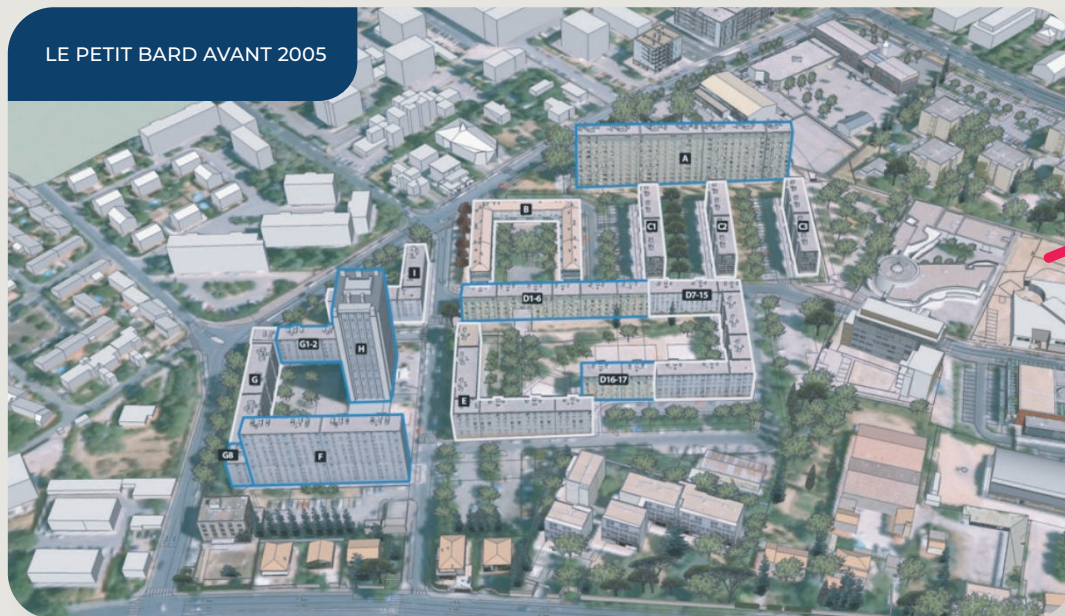 LE PETIT BARD AVANT 2005
A
B
C1
C2
C3
I
D1-6
D7-15
G1-2
H
G
D16-17
E
G8
F